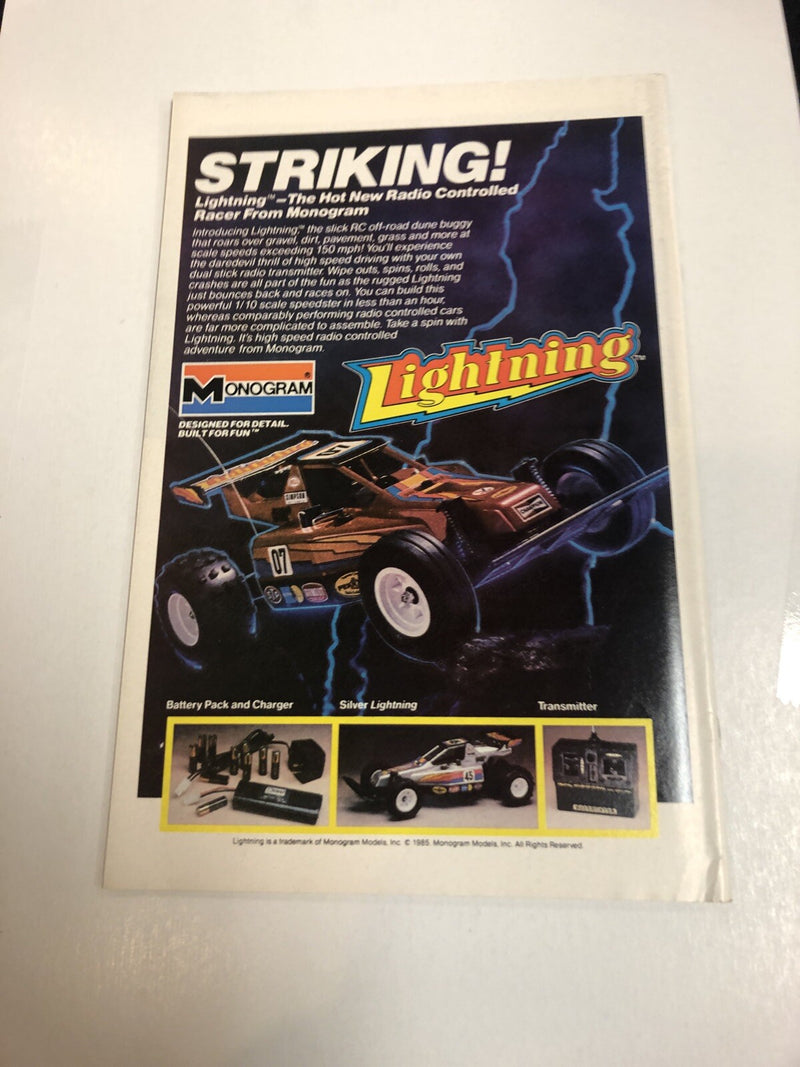 STRIKING!
Lightning™—The Hot New Radio Controlled
Racer From Monogram
Introducing Lightning,™ the slick RC off-road dune buggy
that roars over gravel, dirt, pavement, grass and more at
scale speeds exceeding 150 mph! You'll experience
the daredevil thrill of high speed driving with your own
dual stick radio transmitter. Wipe outs, spins, rolls, and
crashes are all part of the fun as the rugged Lightning
just bounces back and races on. You can build this
powerful 1/10 scale speedster in less than an hour,
whereas comparably performing radio controlled cars
are far more complicated to assemble. Take a spin with
Lightning. It's high speed radio controlled
adventure from Monogram.
Lightning™
MONOGRAM®
DESIGNED FOR DETAIL.
BUILT FOR FUN™
SIMPSON
07
STP
Battery Pack and Charger
Silver Lightning
Transmitter
45
Lightning is a trademark of Monogram Models, Inc. © 1985. Monogram Models, Inc. All Rights Reserved.